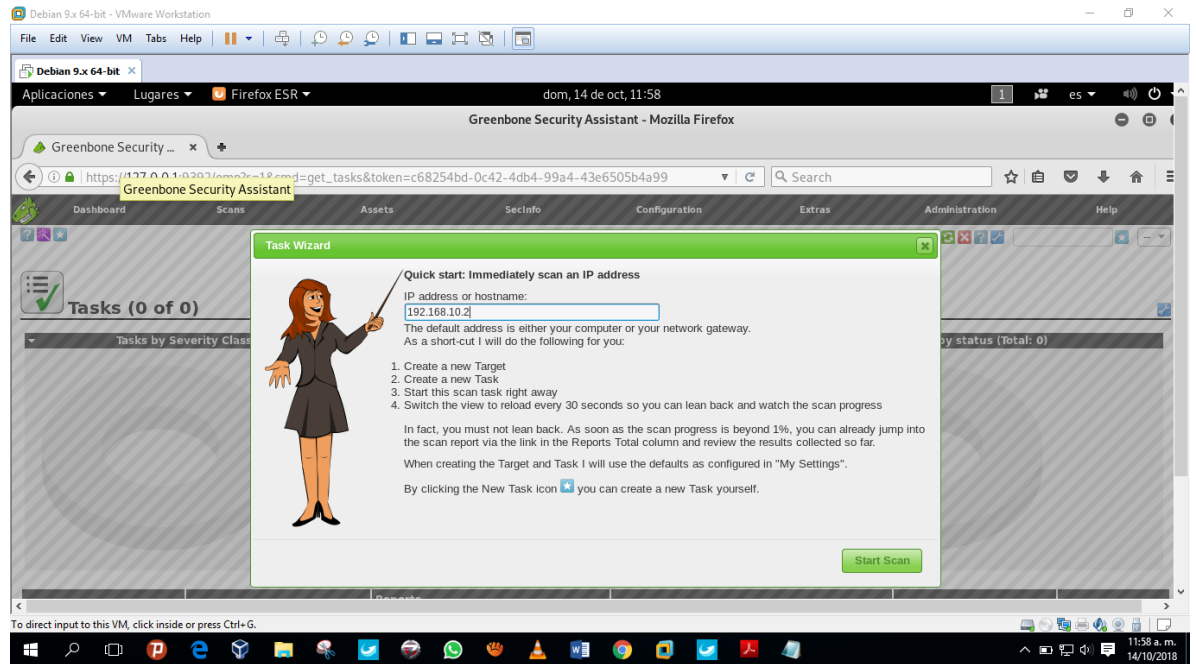 Debian 9.x 64-bit - VMware Workstation
File Edit View VM Tabs Help
Debian 9.x 64-bit
Aplicaciones Lugares Firefox ESR dom, 14 de oct, 11:58 1 es
Greenbone Security Assistant - Mozilla Firefox
Greenbone Security ...
https://127.0.0.1:9392/omp?r=1&cmd=get_tasks&token=c68254bd-0c42-4db4-99a4-43e6505b4a99 Search
Greenbone Security Assistant
Dashboard Scans Assets SecInfo Configuration Extras Administration Help
Task Wizard
--
Quick start: Immediately scan an IP address
IP address or hostname:
192.168.10.2
The default address is either your computer or your network gateway.
As a short-cut I will do the following for you:
1. Create a new Target
2. Create a new Task
3. Start this scan task right away
4. Switch the view to reload every 30 seconds so you can lean back and watch the scan progress
In fact, you must not lean back. As soon as the scan progress is beyond 1%, you can already jump into
the scan report via the link in the Reports Total column and review the results collected so far.
When creating the Target and Task I will use the defaults as configured in "My Settings".
By clicking the New Task icon you can create a new Task yourself.
Start Scan
Tasks (0 of 0)
Tasks by Severity Class
by status (Total: 0)
Reports
To direct input to this VM, click inside or press Ctrl+G.
11:58 a. m.
14/10/2018